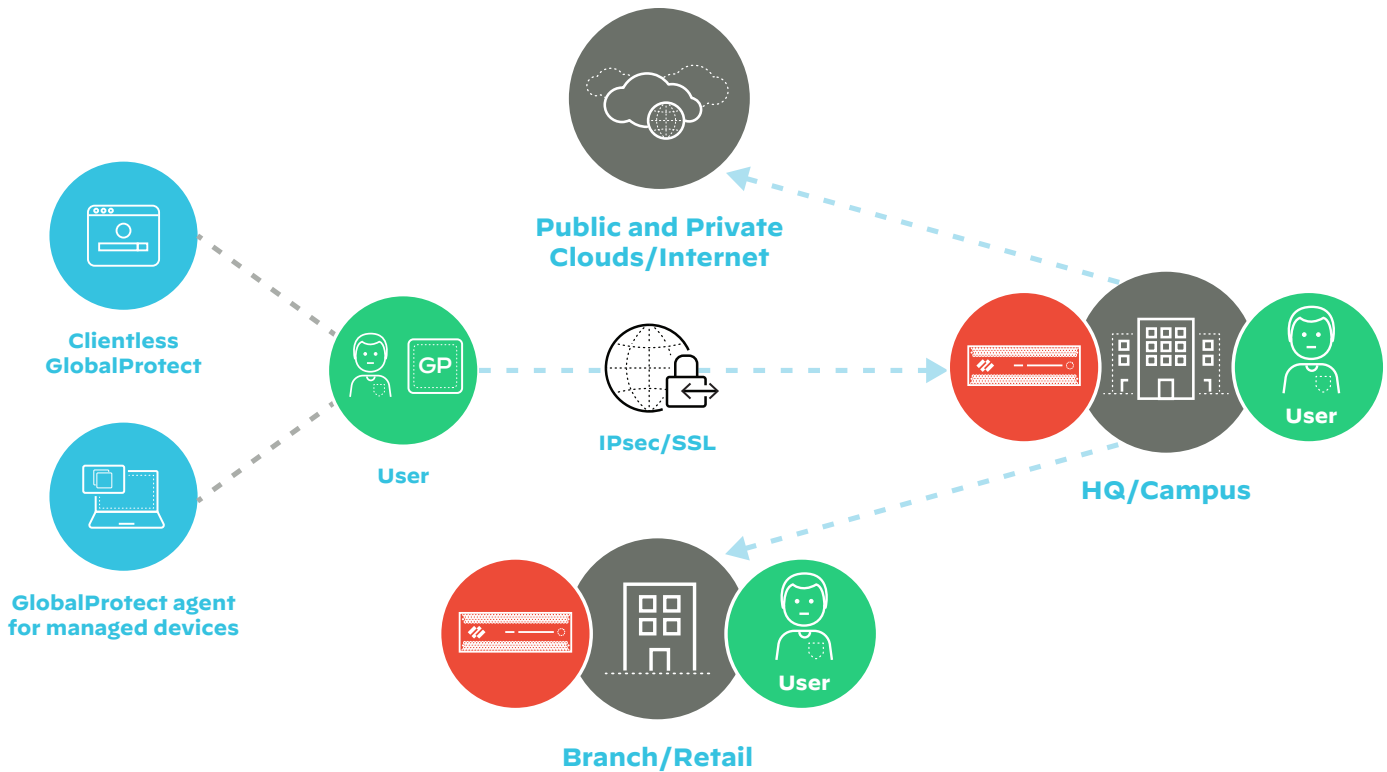 Public and Private
Clouds/Internet
Clientless
GlobalProtect
GP
User
IPsec/SSL
User
HQ/Campus
GlobalProtect agent
for managed devices
User
Branch/Retail